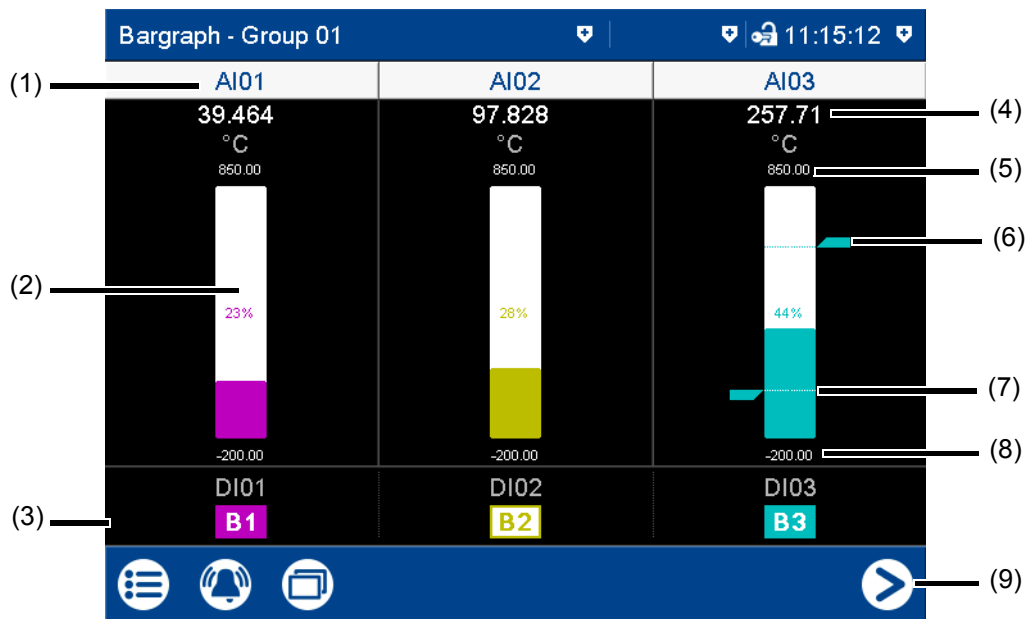 Bargraph - Group 01 11:15:12
(1) AI01 AI02 AI03
39.464 97.828 257.71 (4)
°C °C °C
850.00 850.00 850.00 (5)
(6)
(2) 23% 28% 44%
(7)
-200.00 -200.00 -200.00 (8)
DI01 DI02 DI03
(3) B1 B2 B3
(9)